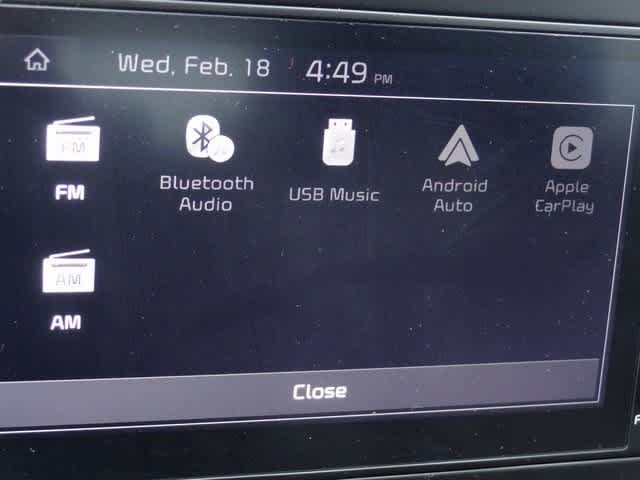 Wed, Feb. 18 4:49 PM
FM
FM
Bluetooth
Audio
USB Music
Android
Auto
Apple
CarPlay
AM
AM
Close